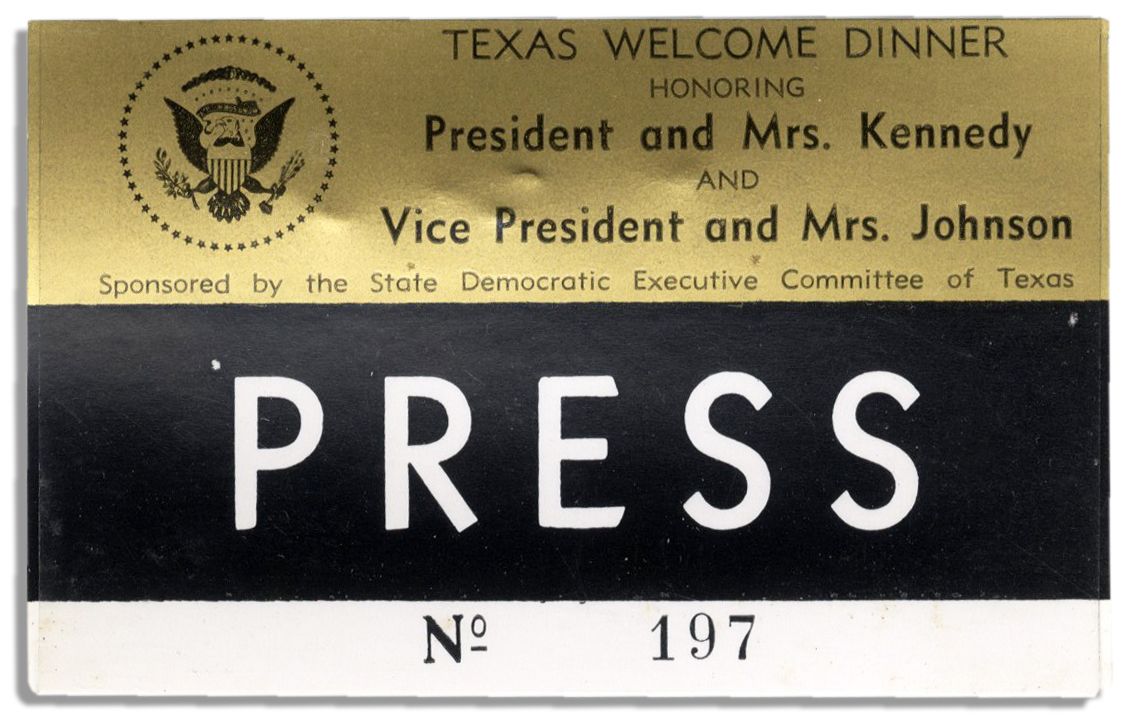 TEXAS WELCOME DINNER
HONORING
President and Mrs. Kennedy
AND
Vice President and Mrs. Johnson
Sponsored by the State Democratic Executive Committee of Texas
PRESS
Nº 197